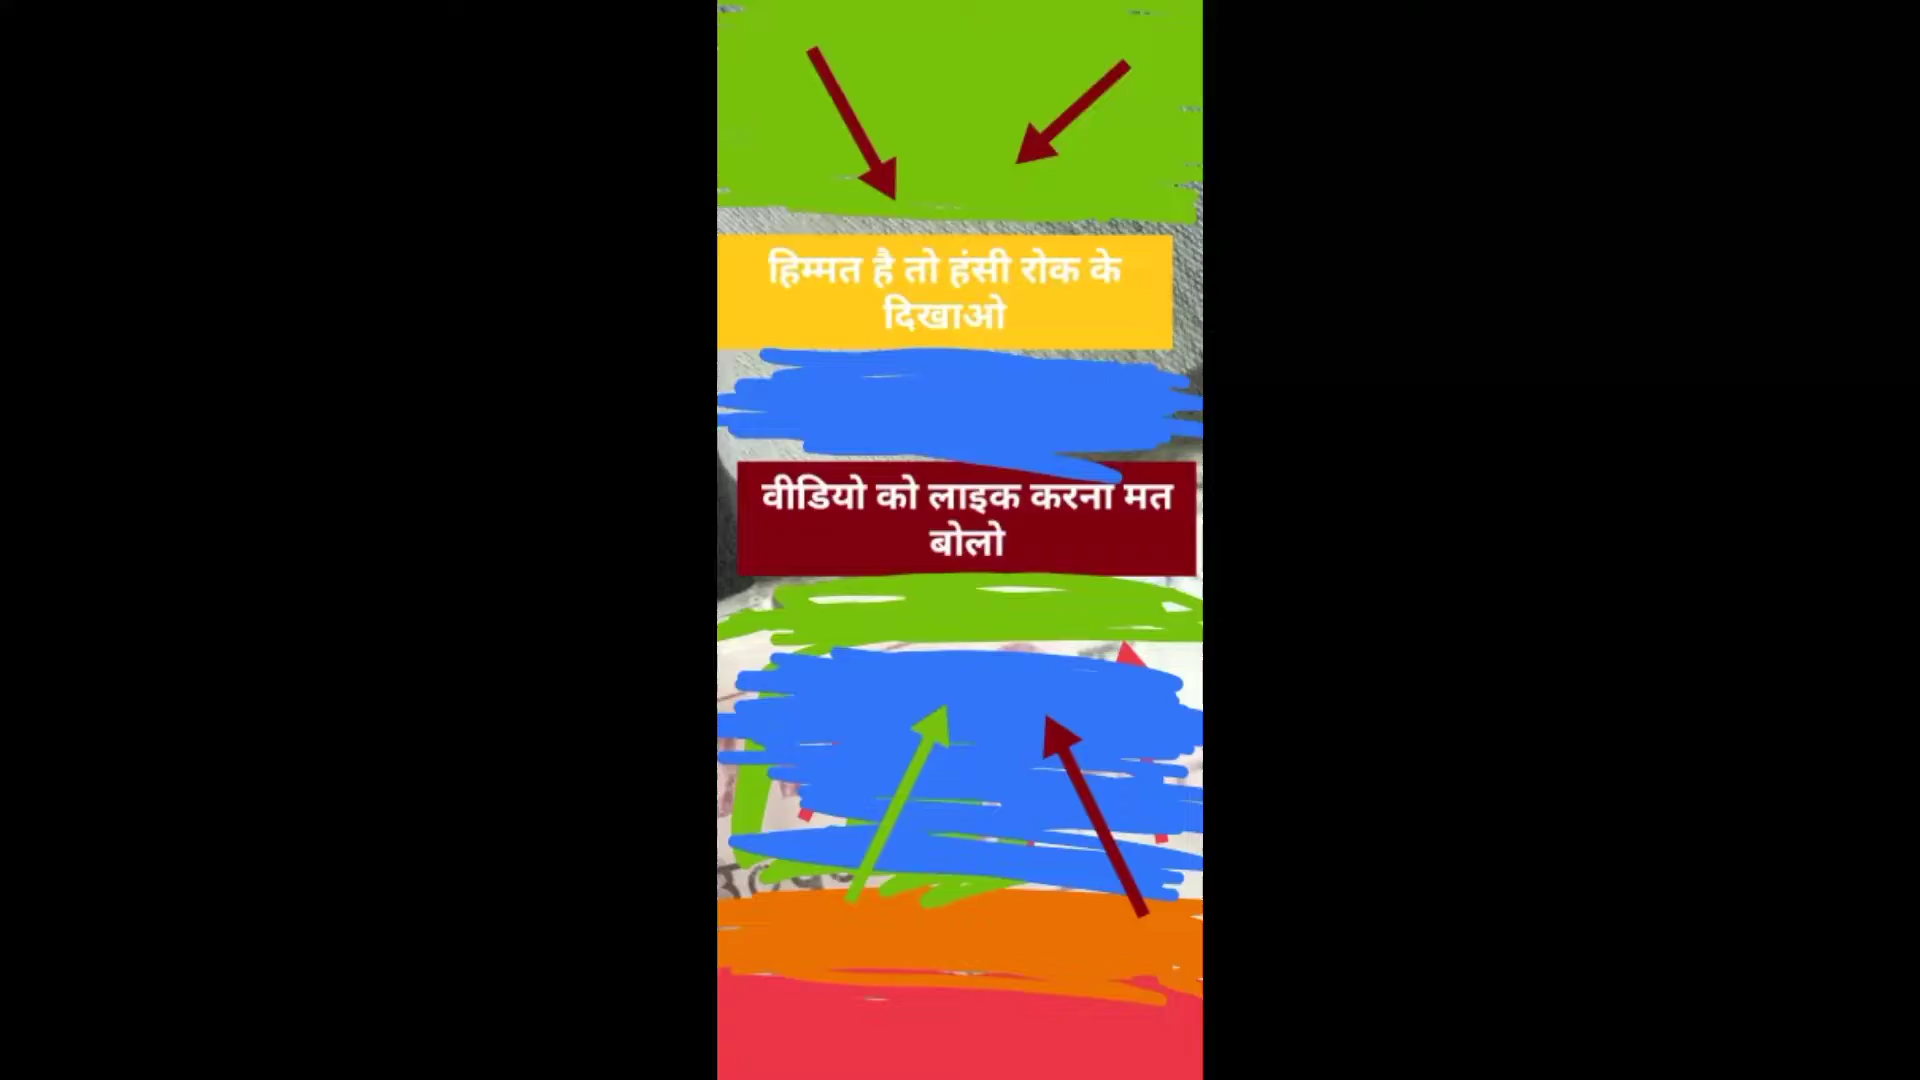 हिम्मत है तो हंसी रोक के
दिखाओ
वीडियो को लाइक करना मत
बोलो